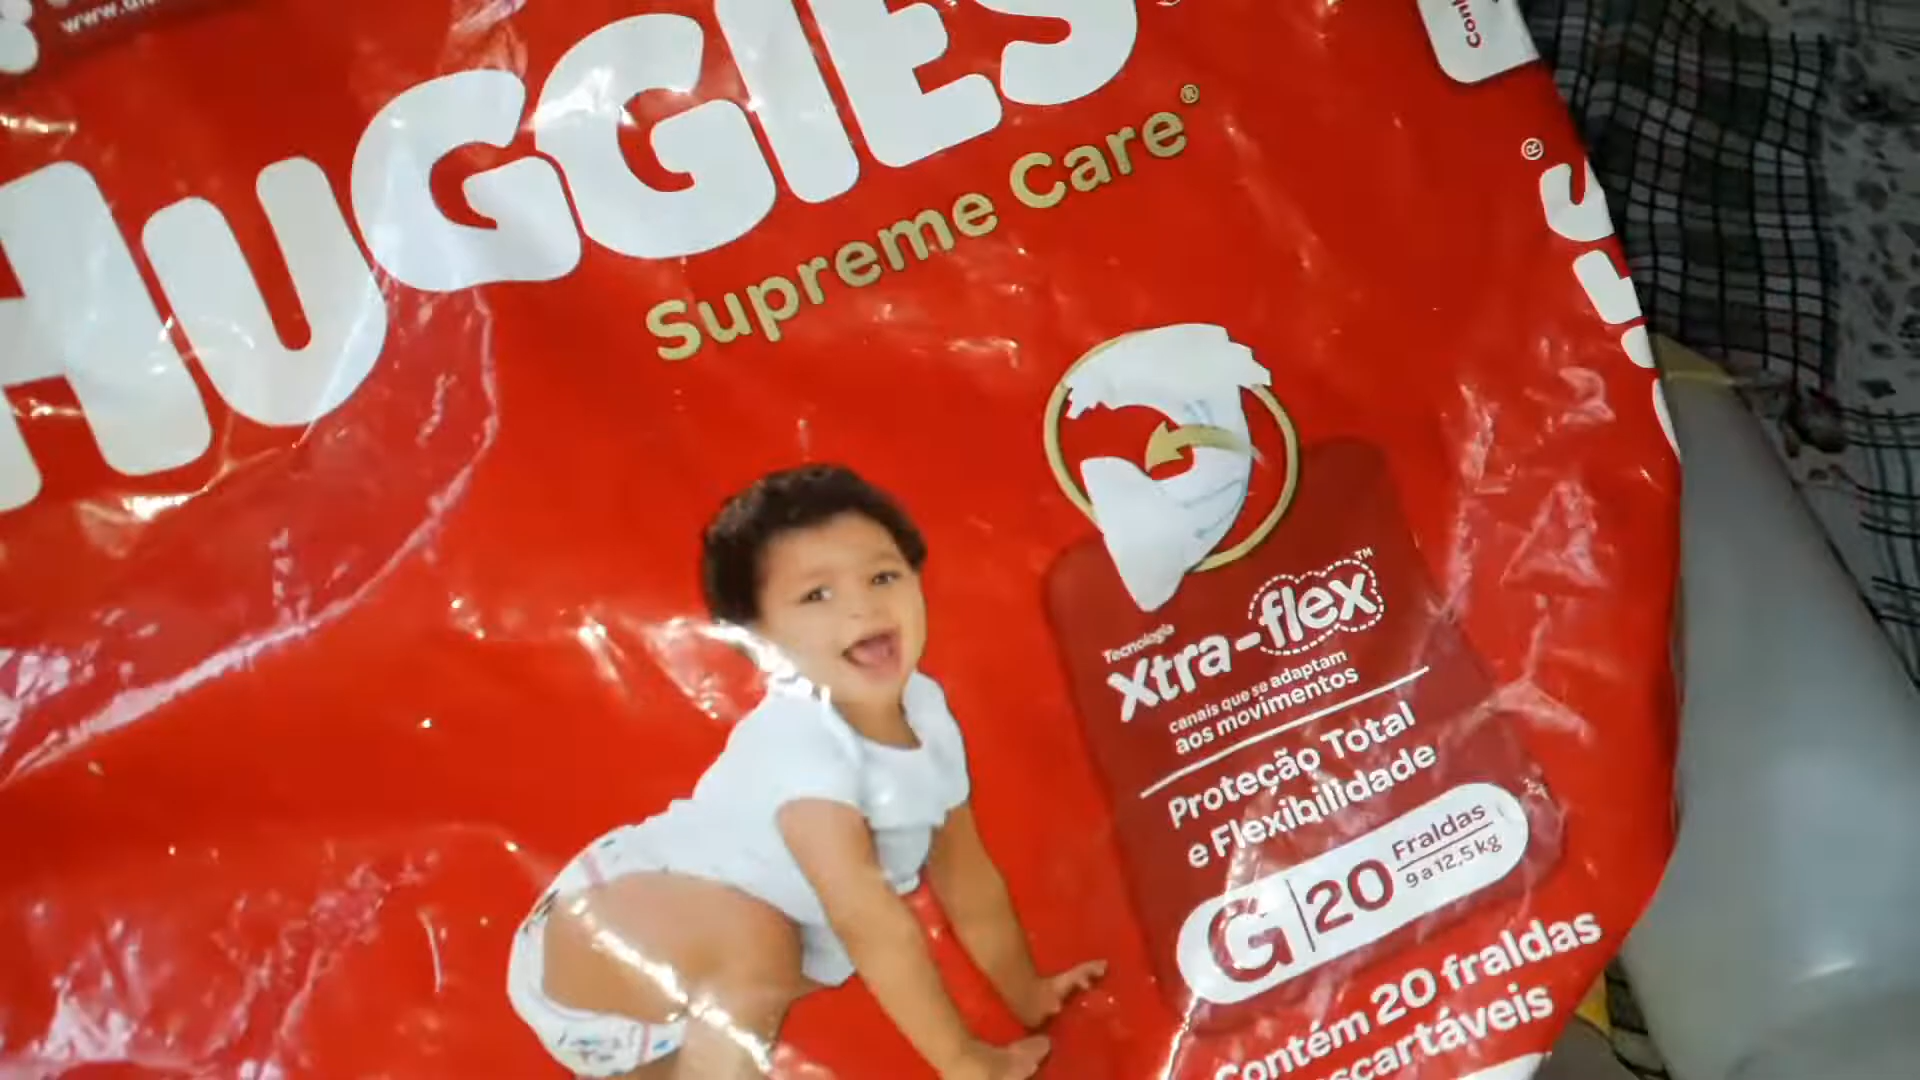 HUGGIES
Supreme Care®
Tecnologia
Xtra-flex™
canais que se adaptam
aos movimentos
Proteção Total
e Flexibilidade
G 20 Fraldas
9 a 12,5 kg
Contém 20 fraldas
®